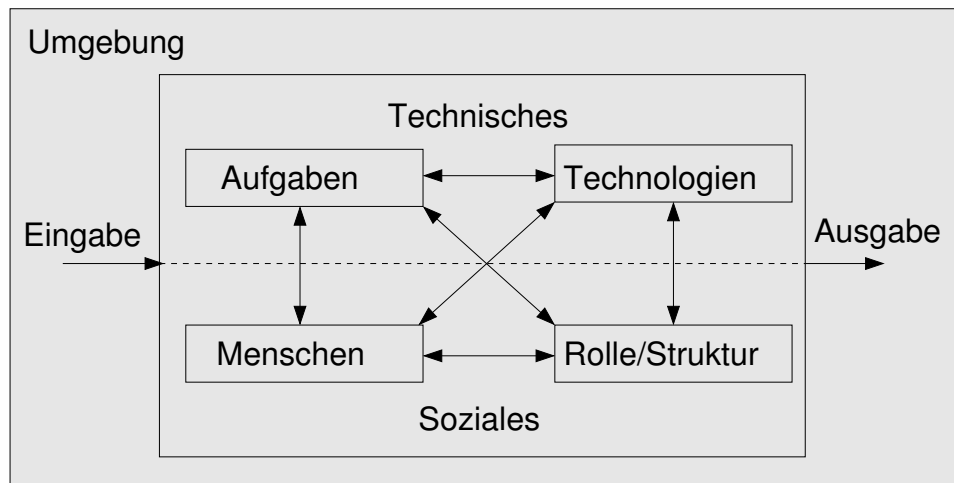 Umgebung
Technisches
Aufgaben
Technologien
Eingabe
Ausgabe
Menschen
Rolle/Struktur
Soziales